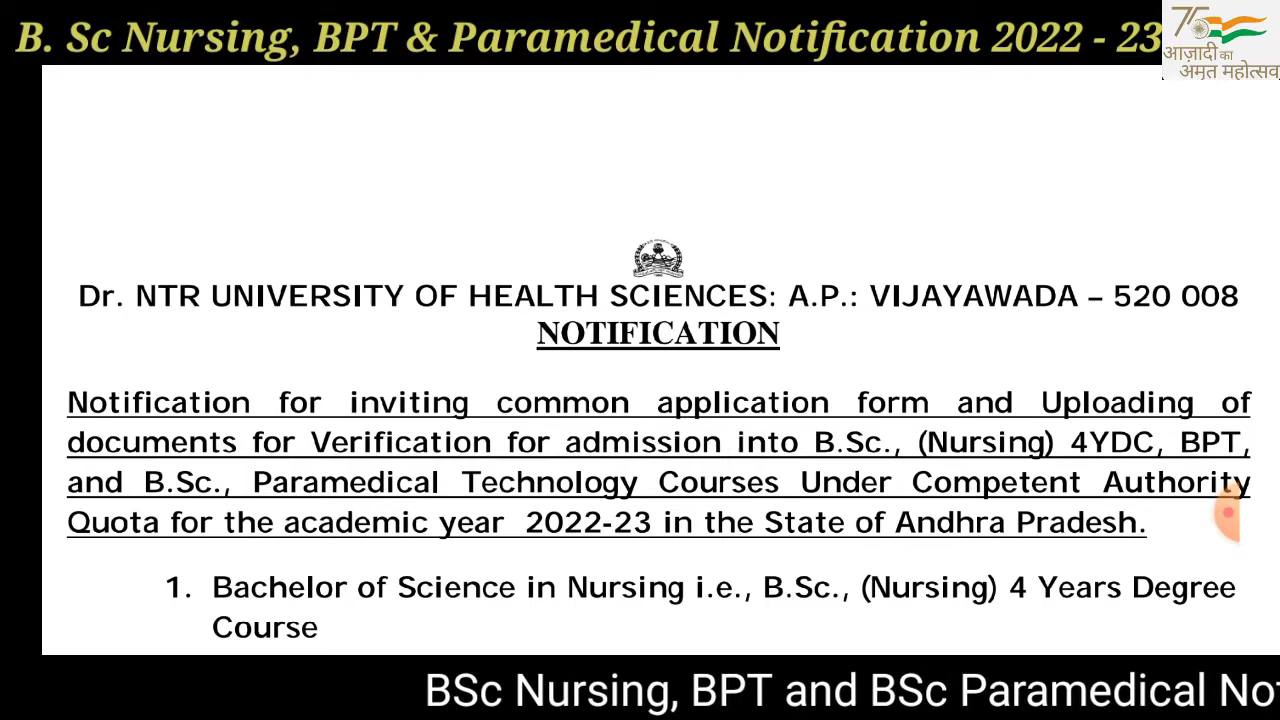 B. Sc Nursing, BPT & Paramedical Notification 2022 - 23
75
आज़ादी का
अमृत महोत्सव
Dr. NTR UNIVERSITY OF HEALTH SCIENCES: A.P.: VIJAYAWADA – 520 008
NOTIFICATION
Notification for inviting common application form and Uploading of
documents for Verification for admission into B.Sc., (Nursing) 4YDC, BPT,
and B.Sc., Paramedical Technology Courses Under Competent Authority
Quota for the academic year 2022-23 in the State of Andhra Pradesh.
1. Bachelor of Science in Nursing i.e., B.Sc., (Nursing) 4 Years Degree
Course
BSc Nursing, BPT and BSc Paramedical Not